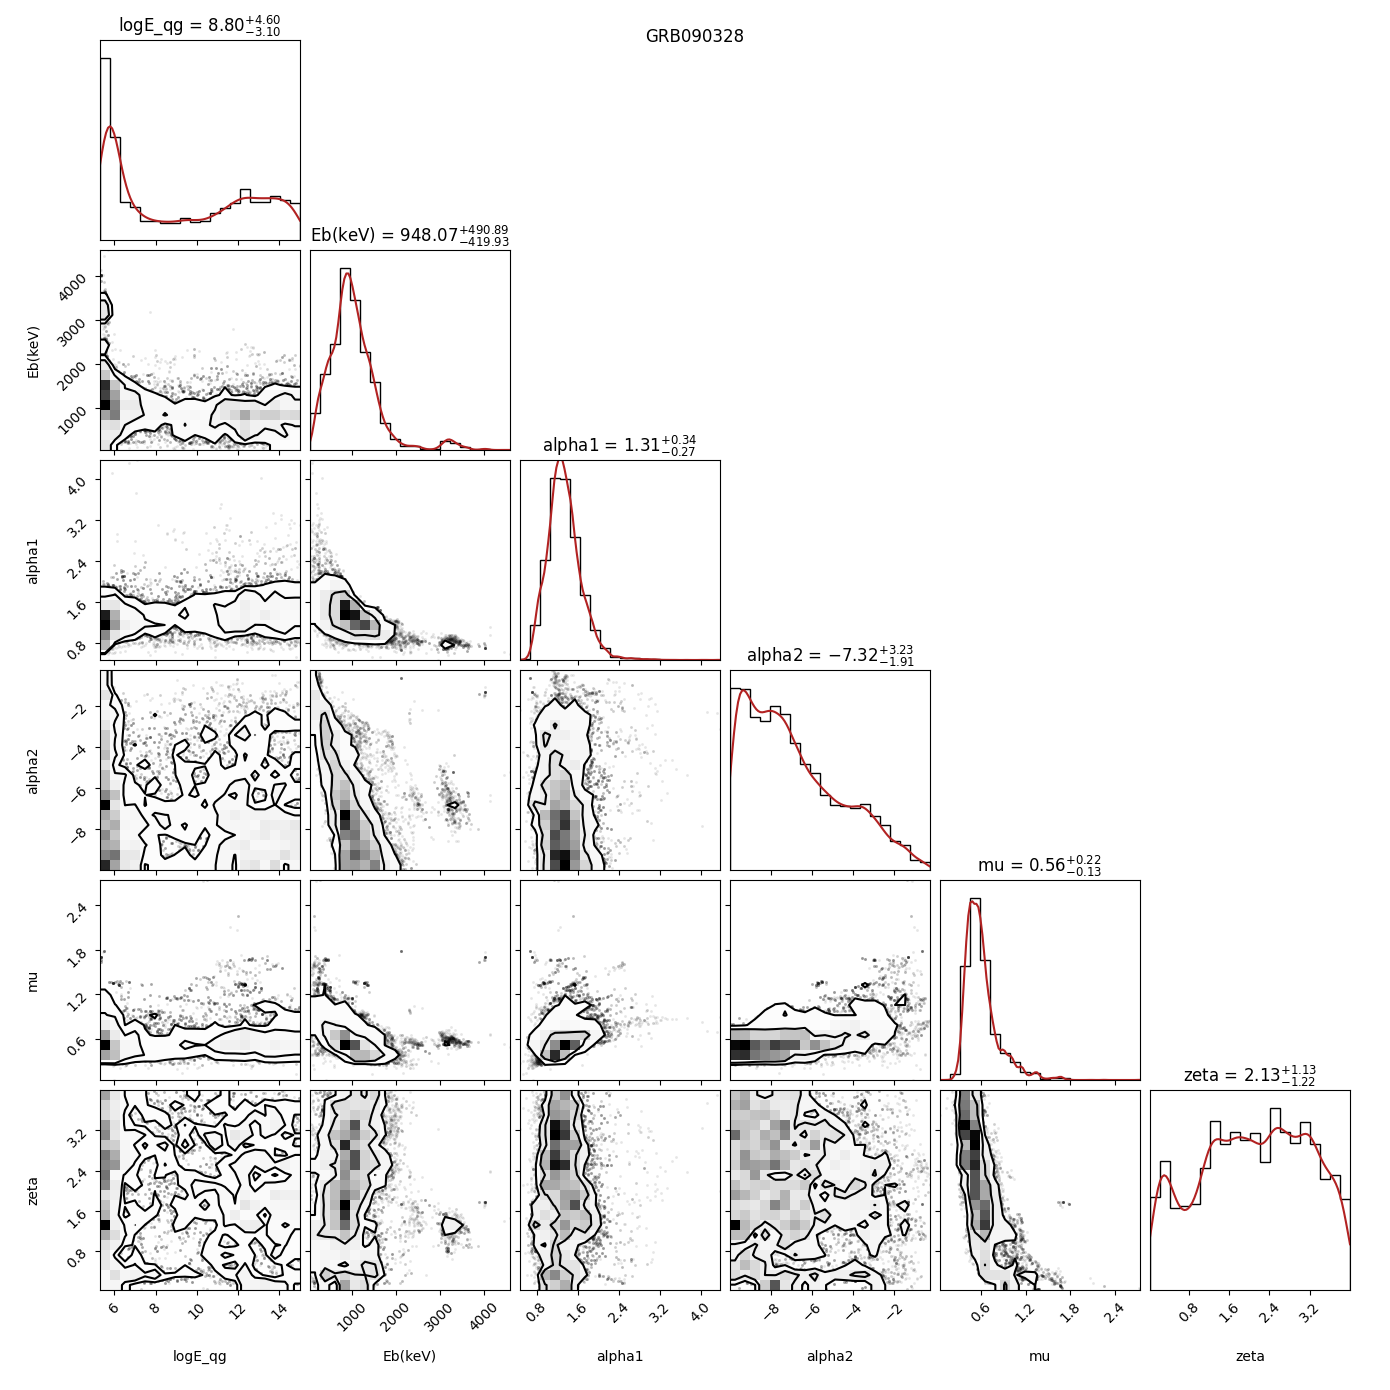 GRB090328
logE_qg = 8.80^{+4.60}_{-3.10}
Eb(keV) = 948.07^{+490.89}_{-419.93}
4000
3000
2000
1000
Eb(keV)
alpha1 = 1.31^{+0.34}_{-0.27}
4.0
3.2
2.4
1.6
0.8
alpha1
alpha2 = −7.32^{+3.23}_{-1.91}
−2
−4
−6
−8
alpha2
mu = 0.56^{+0.22}_{-0.13}
2.4
1.8
1.2
0.6
mu
zeta = 2.13^{+1.13}_{-1.22}
3.2
2.4
1.6
0.8
zeta
6 8 10 12 14
1000 2000 3000 4000
0.8 1.6 2.4 3.2 4.0
−8 −6 −4 −2
0.6 1.2 1.8 2.4
0.8 1.6 2.4 3.2
logE_qg Eb(keV) alpha1 alpha2 mu zeta